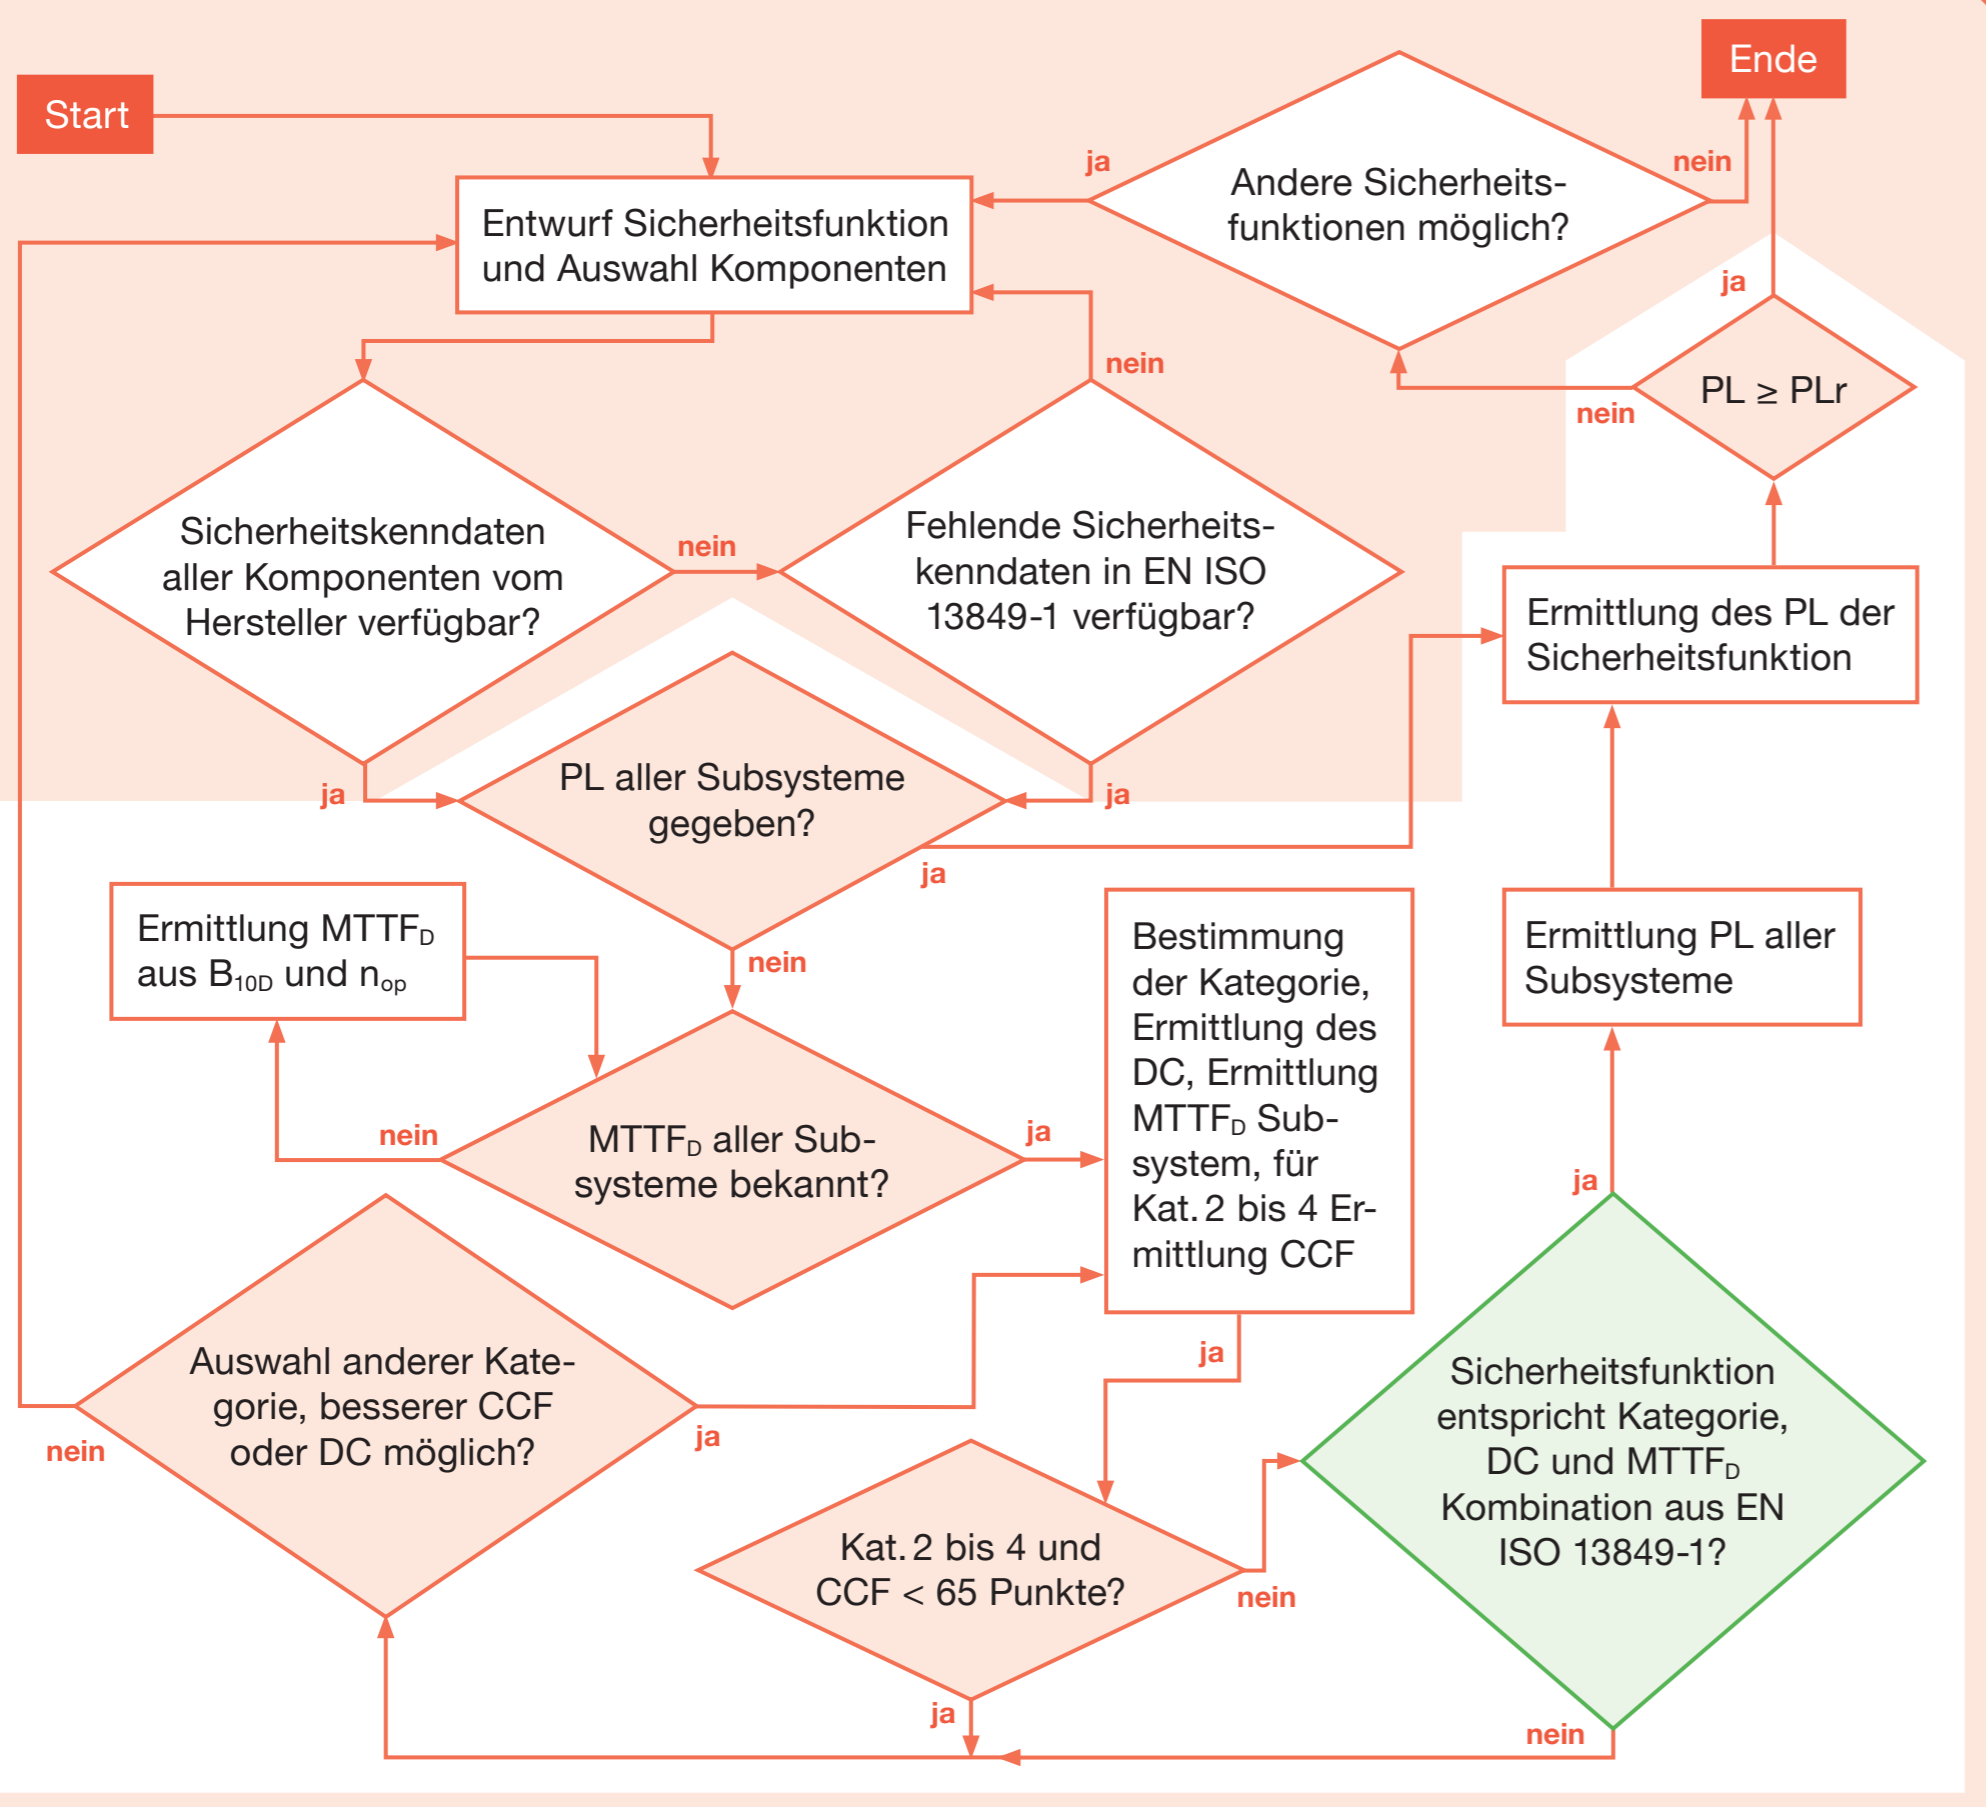 Start
Ende
ja
Andere Sicherheits-
funktionen möglich?
nein
Entwurf Sicherheitsfunktion
und Auswahl Komponenten
ja
nein
PL ≥ PLr
nein
Sicherheitskenndaten
aller Komponenten vom
Hersteller verfügbar?
nein
Fehlende Sicherheits-
kenndaten in EN ISO
13849-1 verfügbar?
Ermittlung des PL der
Sicherheitsfunktion
ja
PL aller Subsysteme
gegeben?
ja
ja
nein
Ermittlung MTTFD
aus B10D und nop
Bestimmung
der Kategorie,
Ermittlung des
DC, Ermittlung
MTTFD Sub-
system, für
Kat. 2 bis 4 Er-
mittlung CCF
Ermittlung PL aller
Subsysteme
nein
MTTFD aller Sub-
systeme bekannt?
ja
ja
ja
Auswahl anderer Kate-
gorie, besserer CCF
oder DC möglich?
nein
ja
Sicherheitsfunktion
entspricht Kategorie,
DC und MTTFD
Kombination aus EN
ISO 13849-1?
Kat. 2 bis 4 und
CCF < 65 Punkte?
nein
ja
nein